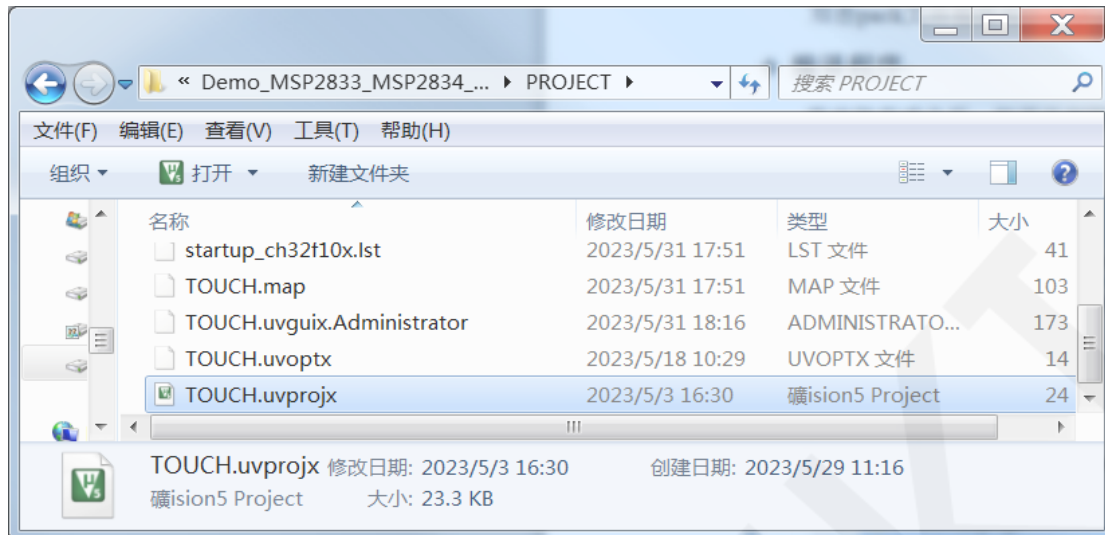 « Demo_MSP2833_MSP2834_... ▸ PROJECT ▸ 搜索 PROJECT
文件(F) 编辑(E) 查看(V) 工具(T) 帮助(H)
组织 打开 新建文件夹
名称 修改日期 类型 大小
startup_ch32f10x.lst 2023/5/31 17:51 LST 文件 41
TOUCH.map 2023/5/31 17:51 MAP 文件 103
TOUCH.uvguix.Administrator 2023/5/31 18:16 ADMINISTRATO... 173
TOUCH.uvoptx 2023/5/18 10:29 UVOPTX 文件 14
TOUCH.uvprojx 2023/5/3 16:30 礦ision5 Project 24
TOUCH.uvprojx 修改日期: 2023/5/3 16:30 创建日期: 2023/5/29 11:16
礦ision5 Project 大小: 23.3 KB